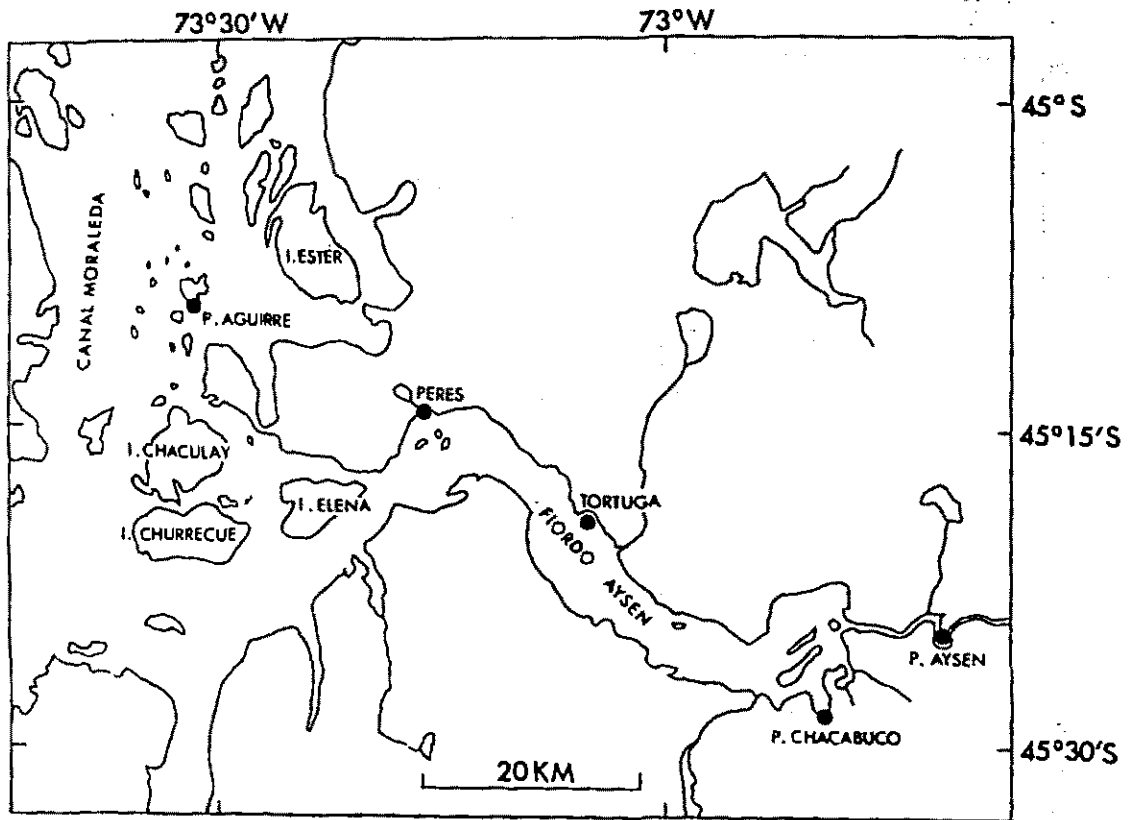 73°30'W
73°W
45°S
CANAL MORALEDA
I. ESTER
P. AGUIRRE
PERES
45°15'S
I. CHACULAY
I. ELENA
TORTUGA
I. CHURRECUE
FIORDO AYSEN
P. AYSEN
P. CHACABUCO
45°30'S
20 KM